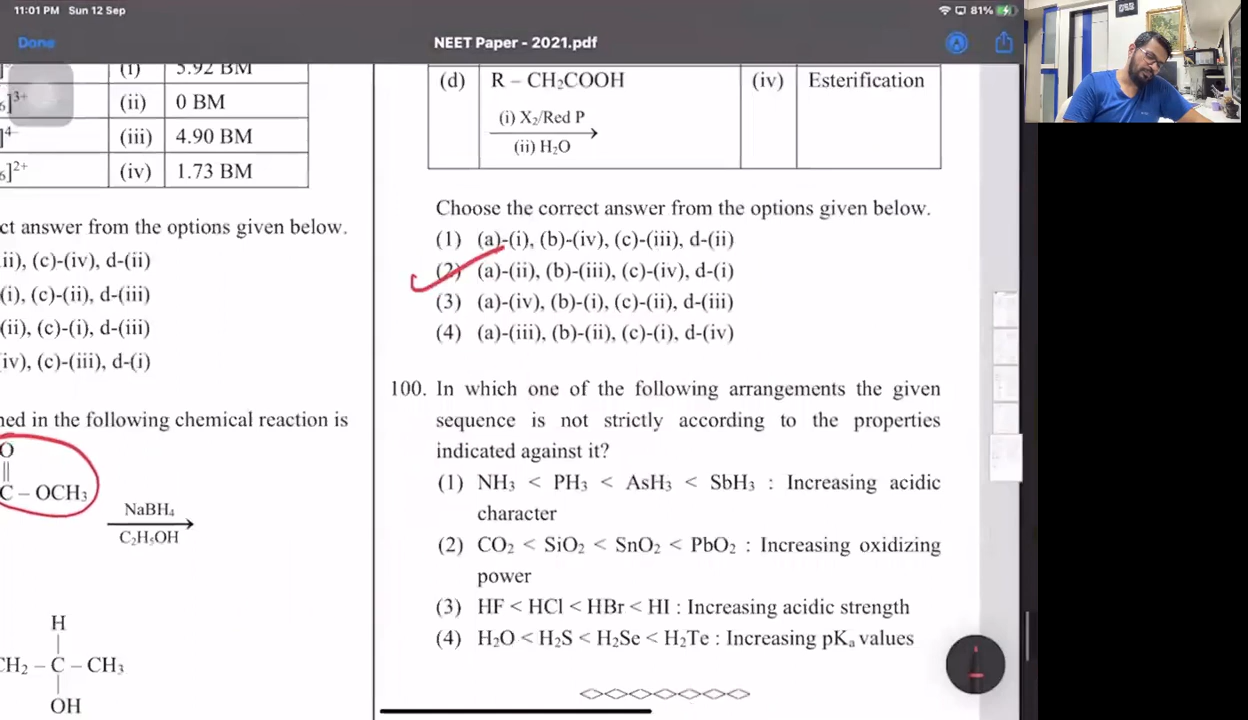 11:01 PM Sun 12 Sep
81%
Done
NEET Paper - 2021.pdf
(i) 5.92 BM
6]3+ (ii) 0 BM
]4- (iii) 4.90 BM
6]2+ (iv) 1.73 BM
ct answer from the options given below.
ii), (c)-(iv), d-(ii)
(i), (c)-(ii), d-(iii)
(ii), (c)-(i), d-(iii)
iv), (c)-(iii), d-(i)
ned in the following chemical reaction is
O
C – OCH₃
NaBH₄
C₂H₅OH
H
CH₂ – C – CH₃
OH
(d) R – CH₂COOH (iv) Esterification
(i) X₂/Red P
(ii) H₂O
Choose the correct answer from the options given below.
(1) (a)-(i), (b)-(iv), (c)-(iii), d-(ii)
(2) (a)-(ii), (b)-(iii), (c)-(iv), d-(i)
(3) (a)-(iv), (b)-(i), (c)-(ii), d-(iii)
(4) (a)-(iii), (b)-(ii), (c)-(i), d-(iv)
100. In which one of the following arrangements the given
sequence is not strictly according to the properties
indicated against it?
(1) NH₃ < PH₃ < AsH₃ < SbH₃ : Increasing acidic
character
(2) CO₂ < SiO₂ < SnO₂ < PbO₂ : Increasing oxidizing
power
(3) HF < HCl < HBr < HI : Increasing acidic strength
(4) H₂O < H₂S < H₂Se < H₂Te : Increasing pKₐ values